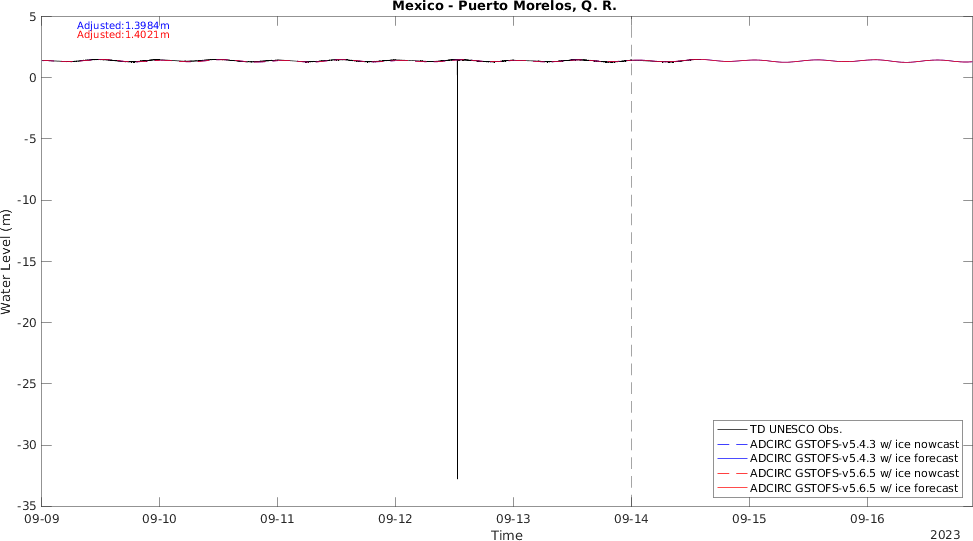 Mexico - Puerto Morelos, Q. R.
Adjusted:1.3984m
Adjusted:1.4021m
Water Level (m)
5
0
-5
-10
-15
-20
-25
-30
-35
TD UNESCO Obs.
ADCIRC GSTOFS-v5.4.3 w/ ice nowcast
ADCIRC GSTOFS-v5.4.3 w/ ice forecast
ADCIRC GSTOFS-v5.6.5 w/ ice nowcast
ADCIRC GSTOFS-v5.6.5 w/ ice forecast
09-09 09-10 09-11 09-12 09-13 09-14 09-15 09-16
Time
2023